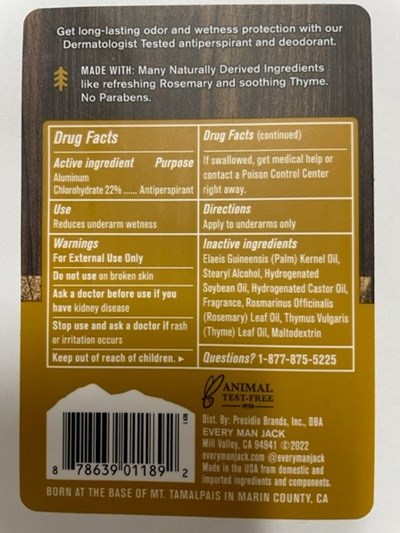 Get long-lasting odor and wetness protection with our
Dermatologist Tested antiperspirant and deodorant.
MADE WITH: Many Naturally Derived Ingredients
like refreshing Rosemary and soothing Thyme.
No Parabens.
Drug Facts
Active ingredient Purpose
Aluminum
Chlorohydrate 22% ...... Antiperspirant
Use
Reduces underarm wetness
Warnings
For External Use Only
Do not use on broken skin
Ask a doctor before use if you
have kidney disease
Stop use and ask a doctor if rash
or irritation occurs
Keep out of reach of children. ►
Drug Facts (continued)
If swallowed, get medical help or
contact a Poison Control Center
right away.
Directions
Apply to underarms only
Inactive ingredients
Elaeis Guineensis (Palm) Kernel Oil,
Stearyl Alcohol, Hydrogenated
Soybean Oil, Hydrogenated Castor Oil,
Fragrance, Rosmarinus Officinalis
(Rosemary) Leaf Oil, Thymus Vulgaris
(Thyme) Leaf Oil, Maltodextrin
Questions? 1-877-875-5225
ANIMAL
TEST-FREE
PETA
Dist. By: Presidio Brands, Inc., DBA
EVERY MAN JACK
Mill Valley, CA 94941 ©2022
everymanjack.com @everymanjack
Made in the USA from domestic and
imported ingredients and components.
8 78639 01189 2
BORN AT THE BASE OF MT. TAMALPAIS IN MARIN COUNTY, CA